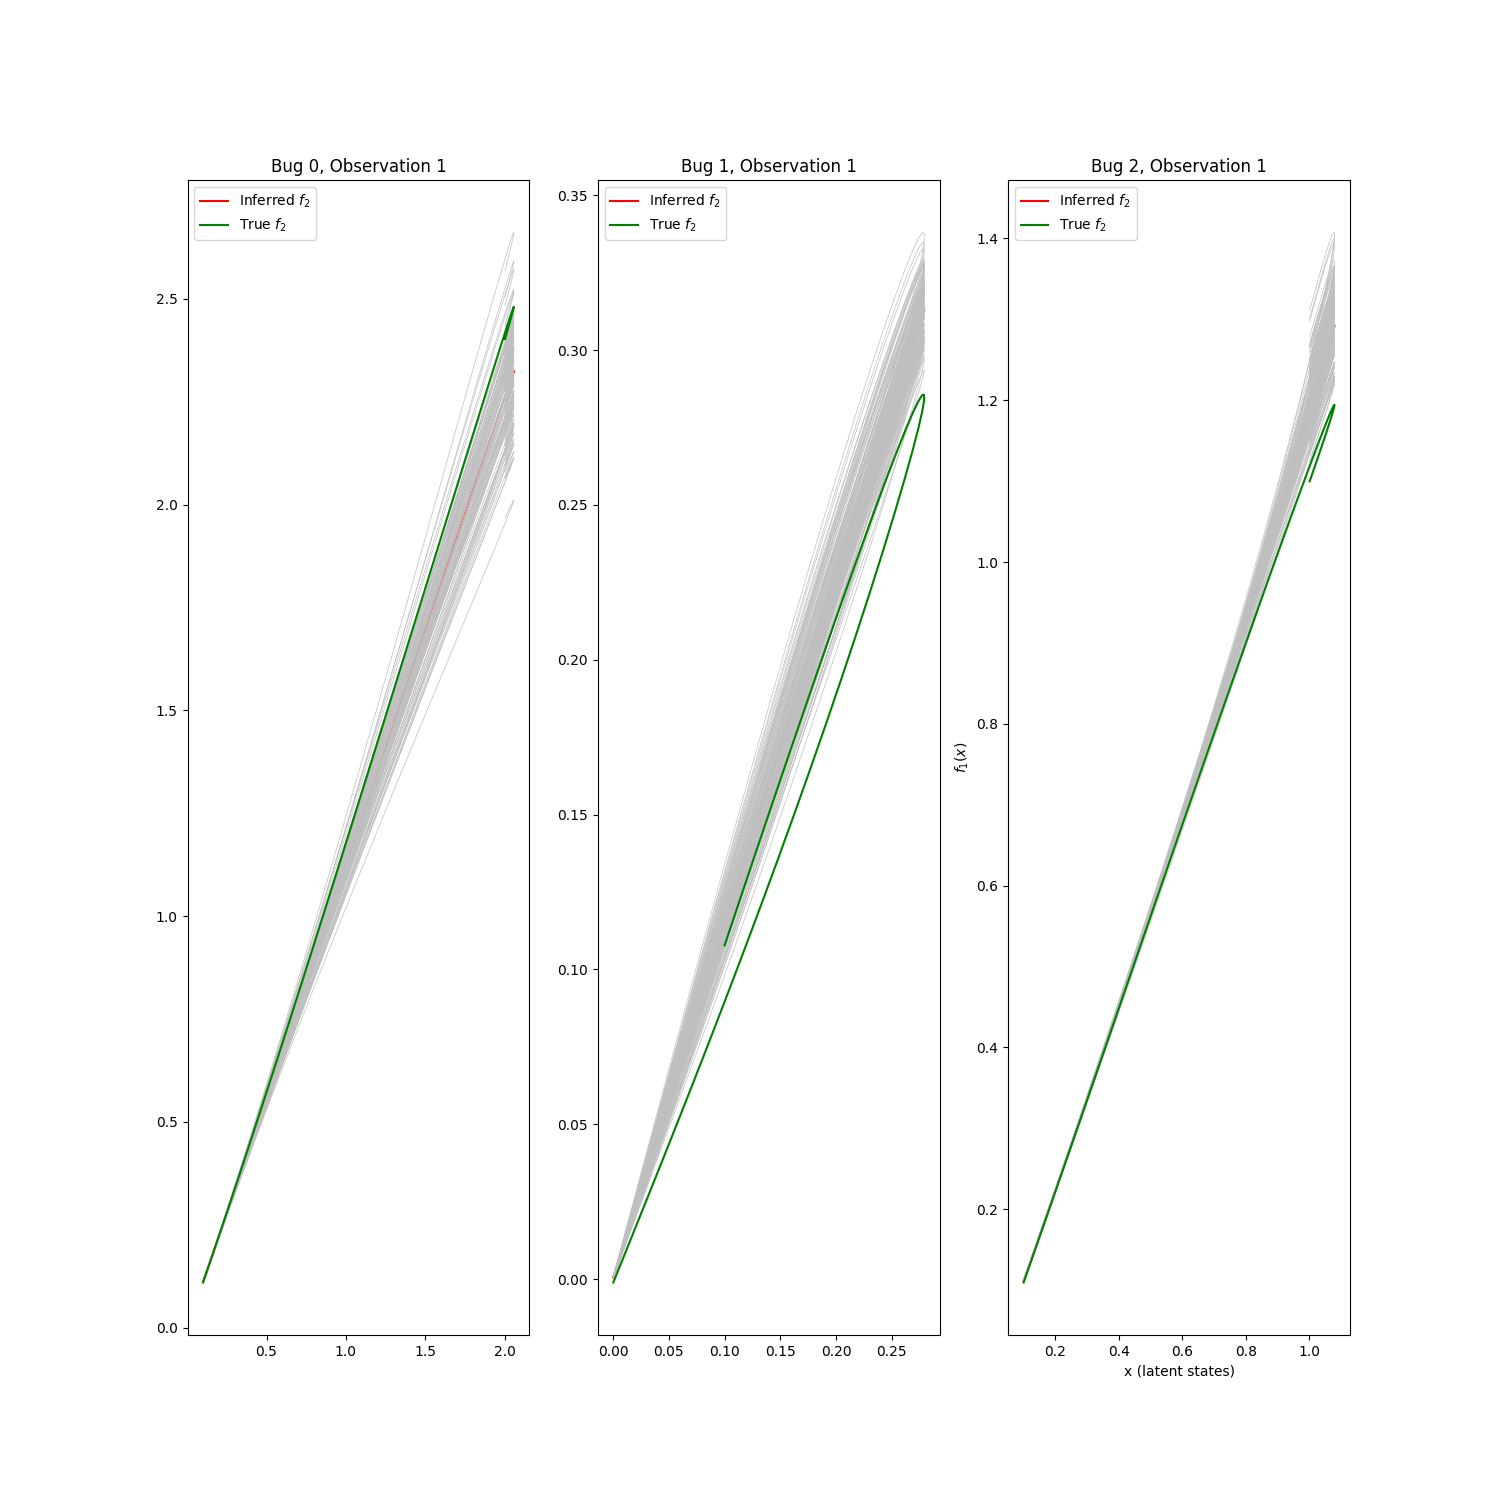 Bug 0, Observation 1
Inferred f₂
True f₂
2.5
2.0
1.5
1.0
0.5
0.0
0.5 1.0 1.5 2.0
Bug 1, Observation 1
Inferred f₂
True f₂
0.35
0.30
0.25
0.20
0.15
0.10
0.05
0.00
0.00 0.05 0.10 0.15 0.20 0.25
Bug 2, Observation 1
Inferred f₂
True f₂
1.4
1.2
1.0
0.8
0.6
0.4
0.2
f₁(x)
0.2 0.4 0.6 0.8 1.0
x (latent states)